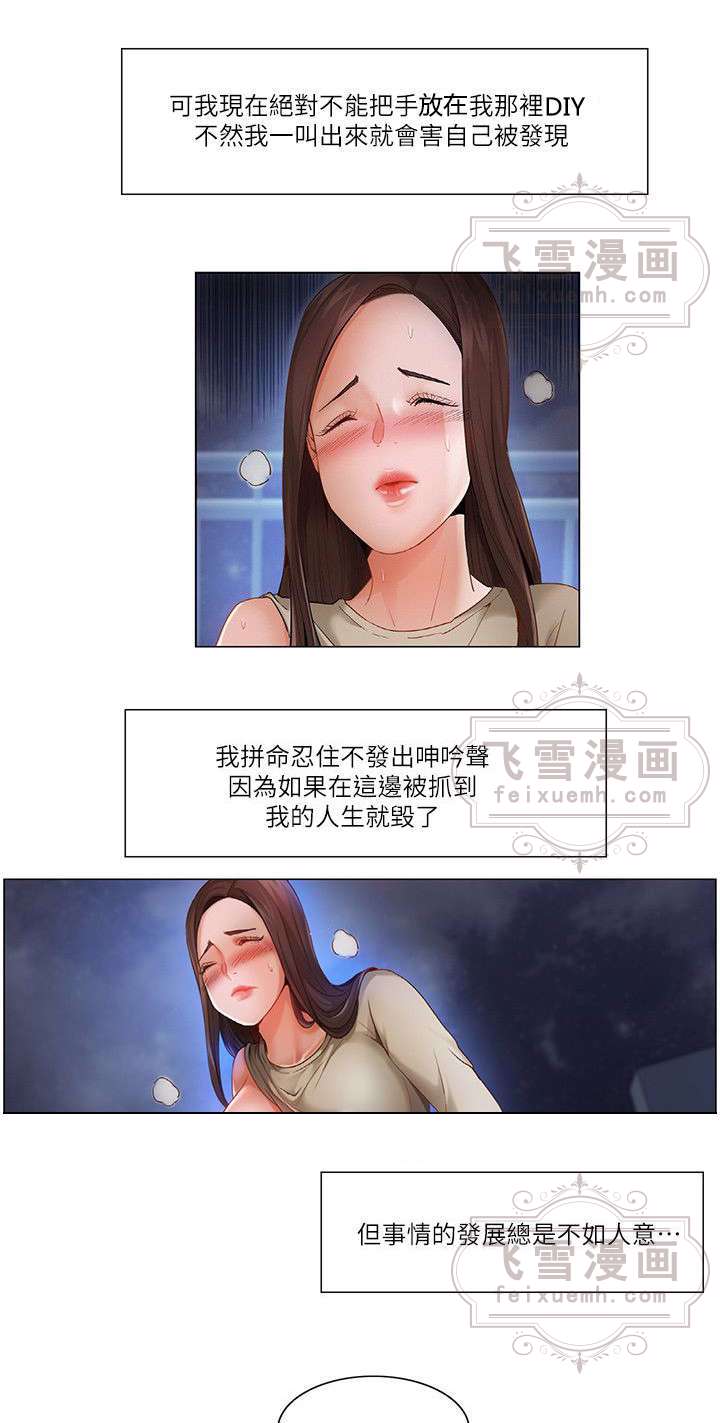 可我現在絕對不能把手放在我那裡DIY
不然我一叫出來就會害自己被發現
飞雪漫画
feixuemh.com
我拼命忍住不發出呻吟聲
因為如果在這邊被抓到
我的人生就毀了
飞雪漫画
feixuemh.com
但事情的發展總是不如人意…
飞雪漫画
feixuemh.com